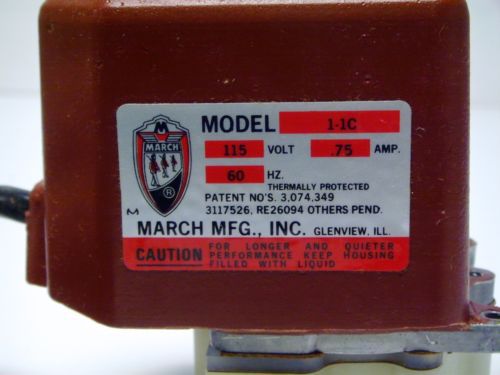 M
MARCH
®
M
MODEL 1-1C
115 VOLT .75 AMP.
60 HZ.
THERMALLY PROTECTED
PATENT NO'S. 3,074,349
3117526, RE26094 OTHERS PEND.
MARCH MFG., INC. GLENVIEW, ILL.
CAUTION FOR LONGER AND QUIETER
PERFORMANCE KEEP HOUSING
FILLED WITH LIQUID